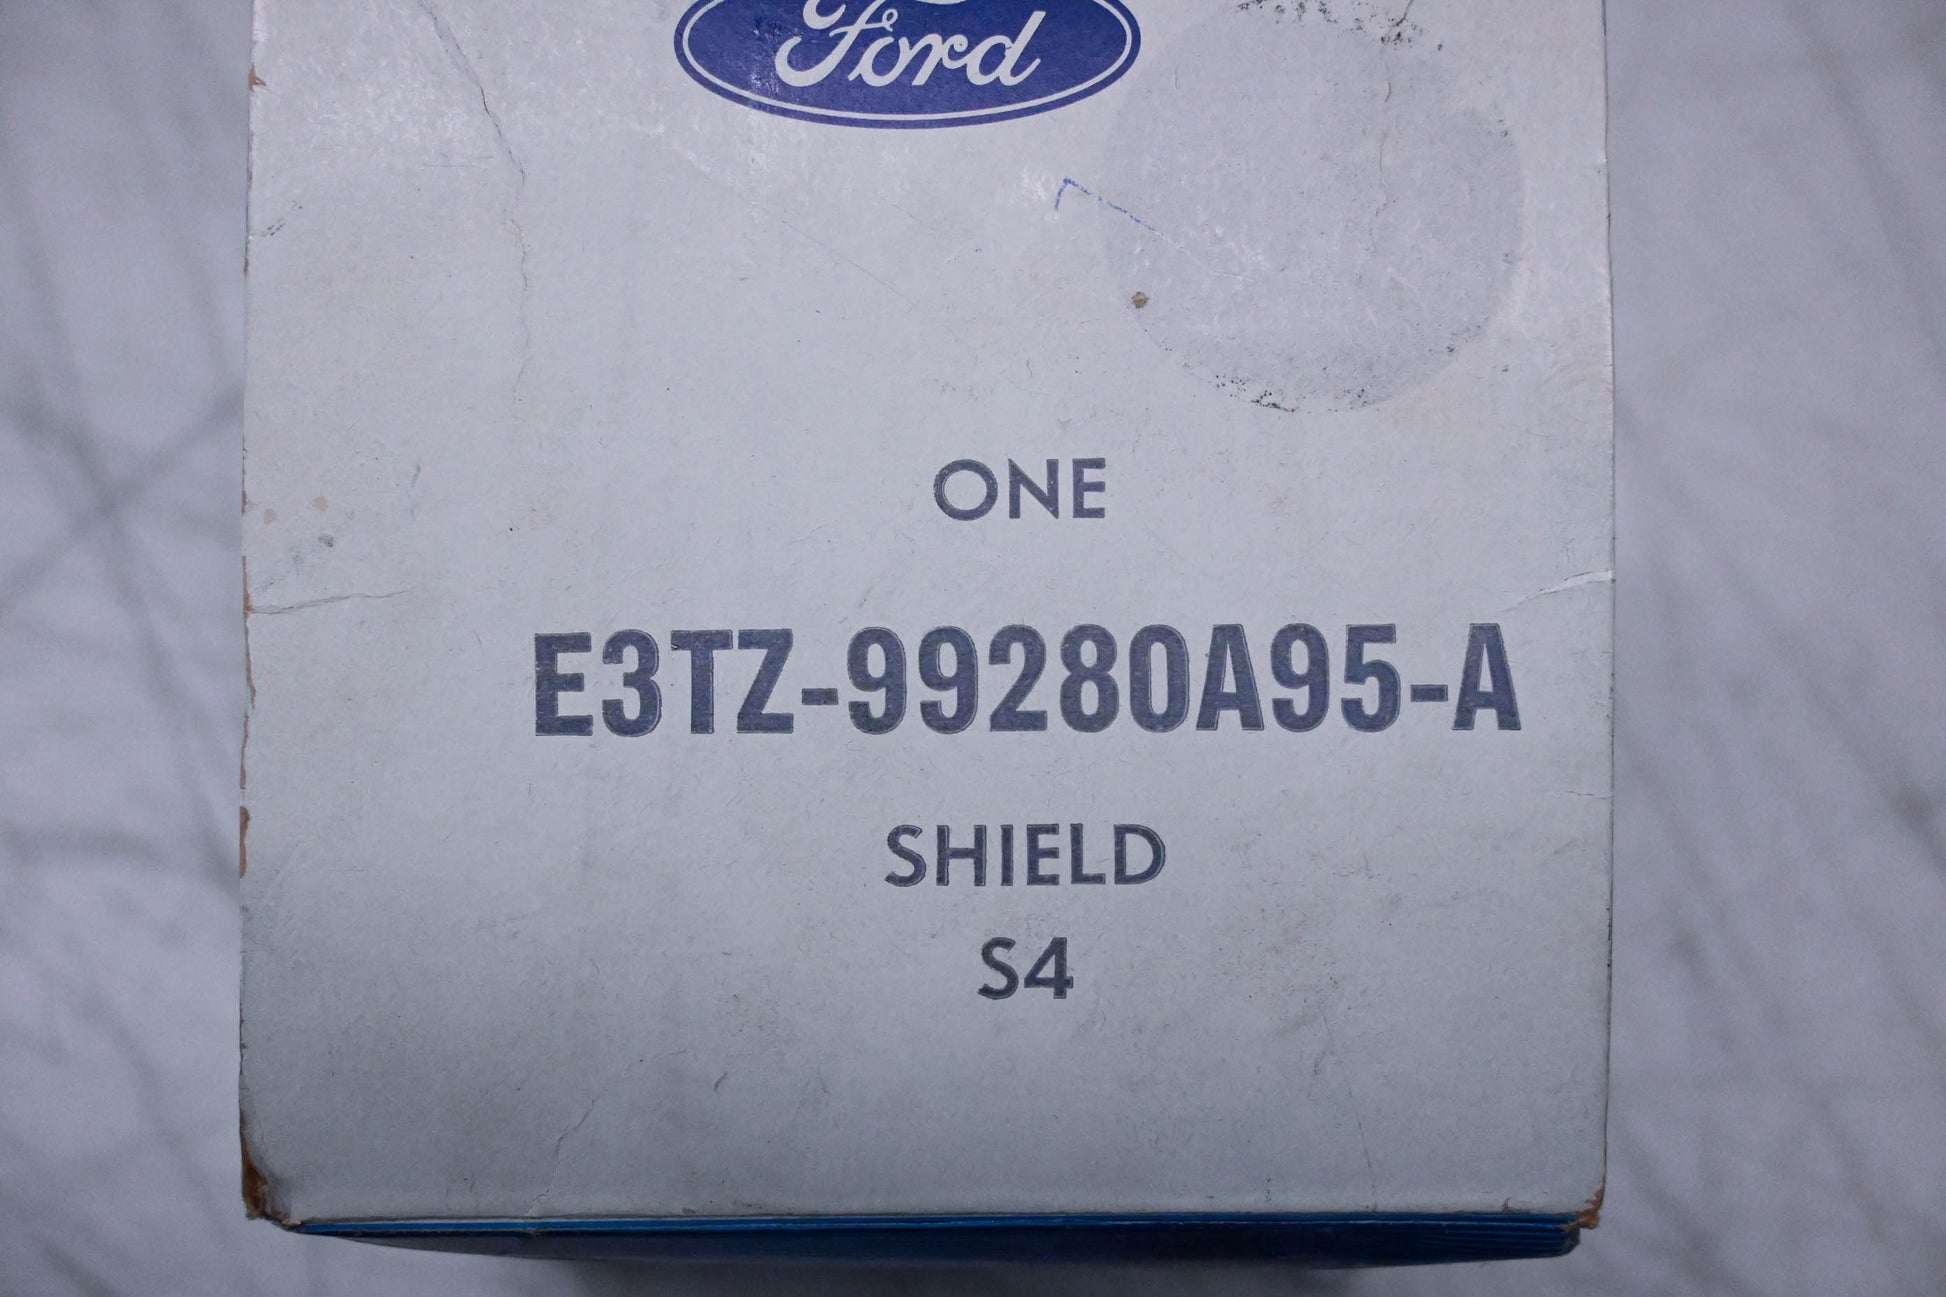 Ford
ONE
E3TZ-99280A95-A
SHIELD
S4